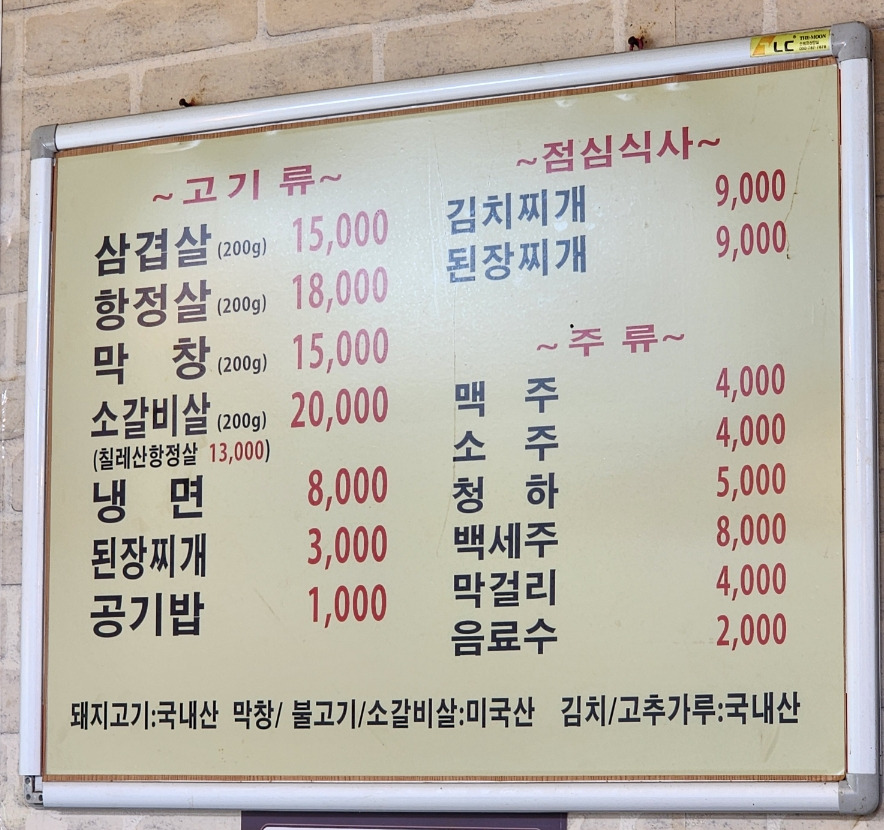 LC
THE MOON
~고기 류~
삼겹살 (200g) 15,000
항정살 (200g) 18,000
막 창 (200g) 15,000
소갈비살 (200g) 20,000
(칠레산항정살 13,000)
냉 면 8,000
된장찌개 3,000
공기밥 1,000
~점심식사~
김치찌개 9,000
된장찌개 9,000
~주 류~
맥 주 4,000
소 주 4,000
청 하 5,000
백세주 8,000
막걸리 4,000
음료수 2,000
돼지고기:국내산 막창/ 불고기/소갈비살:미국산 김치/고추가루:국내산